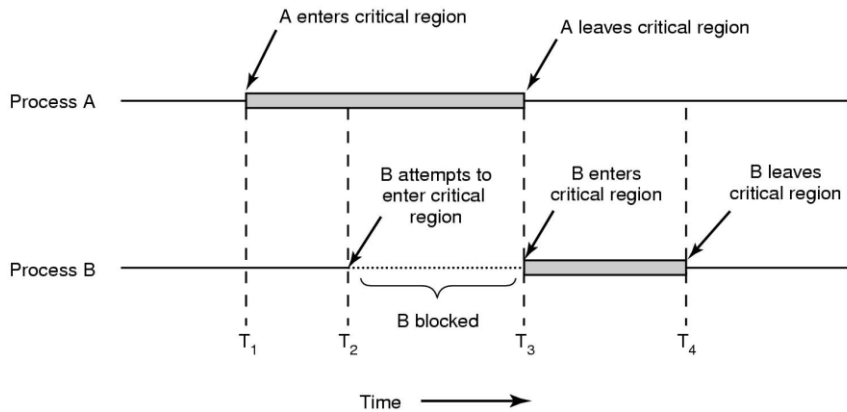 A enters critical region
A leaves critical region
Process A
B attempts to
enter critical
region
B enters
critical region
B leaves
critical region
Process B
B blocked
T1
T2
T3
T4
Time